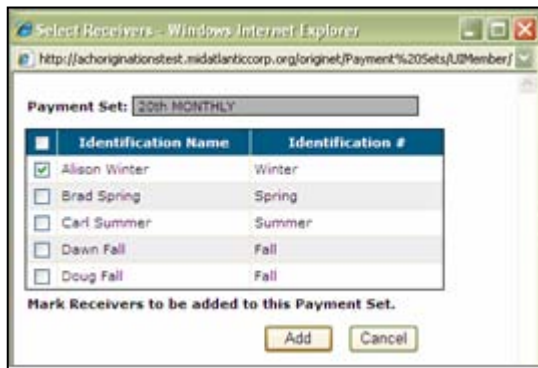 Select Receivers - Windows Internet Explorer
http://achoriginationstest.midatlanticcorp.org/originet/Payment%20Sets/UIMember/
Payment Set: 20th MONTHLY
Identification Name Identification #
Alison Winter Winter
Brad Spring Spring
Carl Summer Summer
Dawn Fall Fall
Doug Fall Fall
Mark Receivers to be added to this Payment Set.
Add Cancel